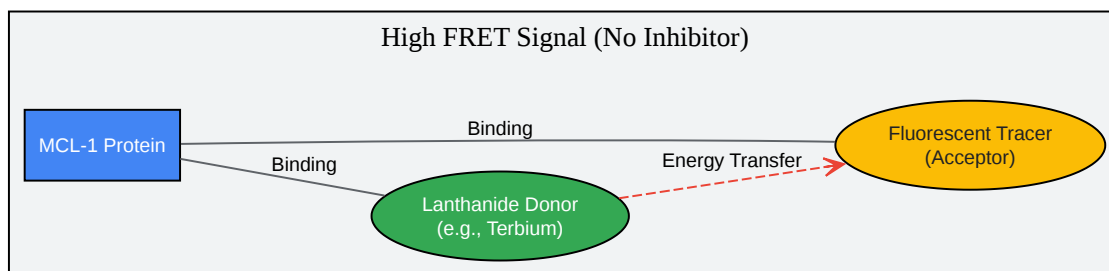 High FRET Signal (No Inhibitor)
MCL-1 Protein
Binding
Binding
Lanthanide Donor
(e.g., Terbium)
Energy Transfer
Fluorescent Tracer
(Acceptor)